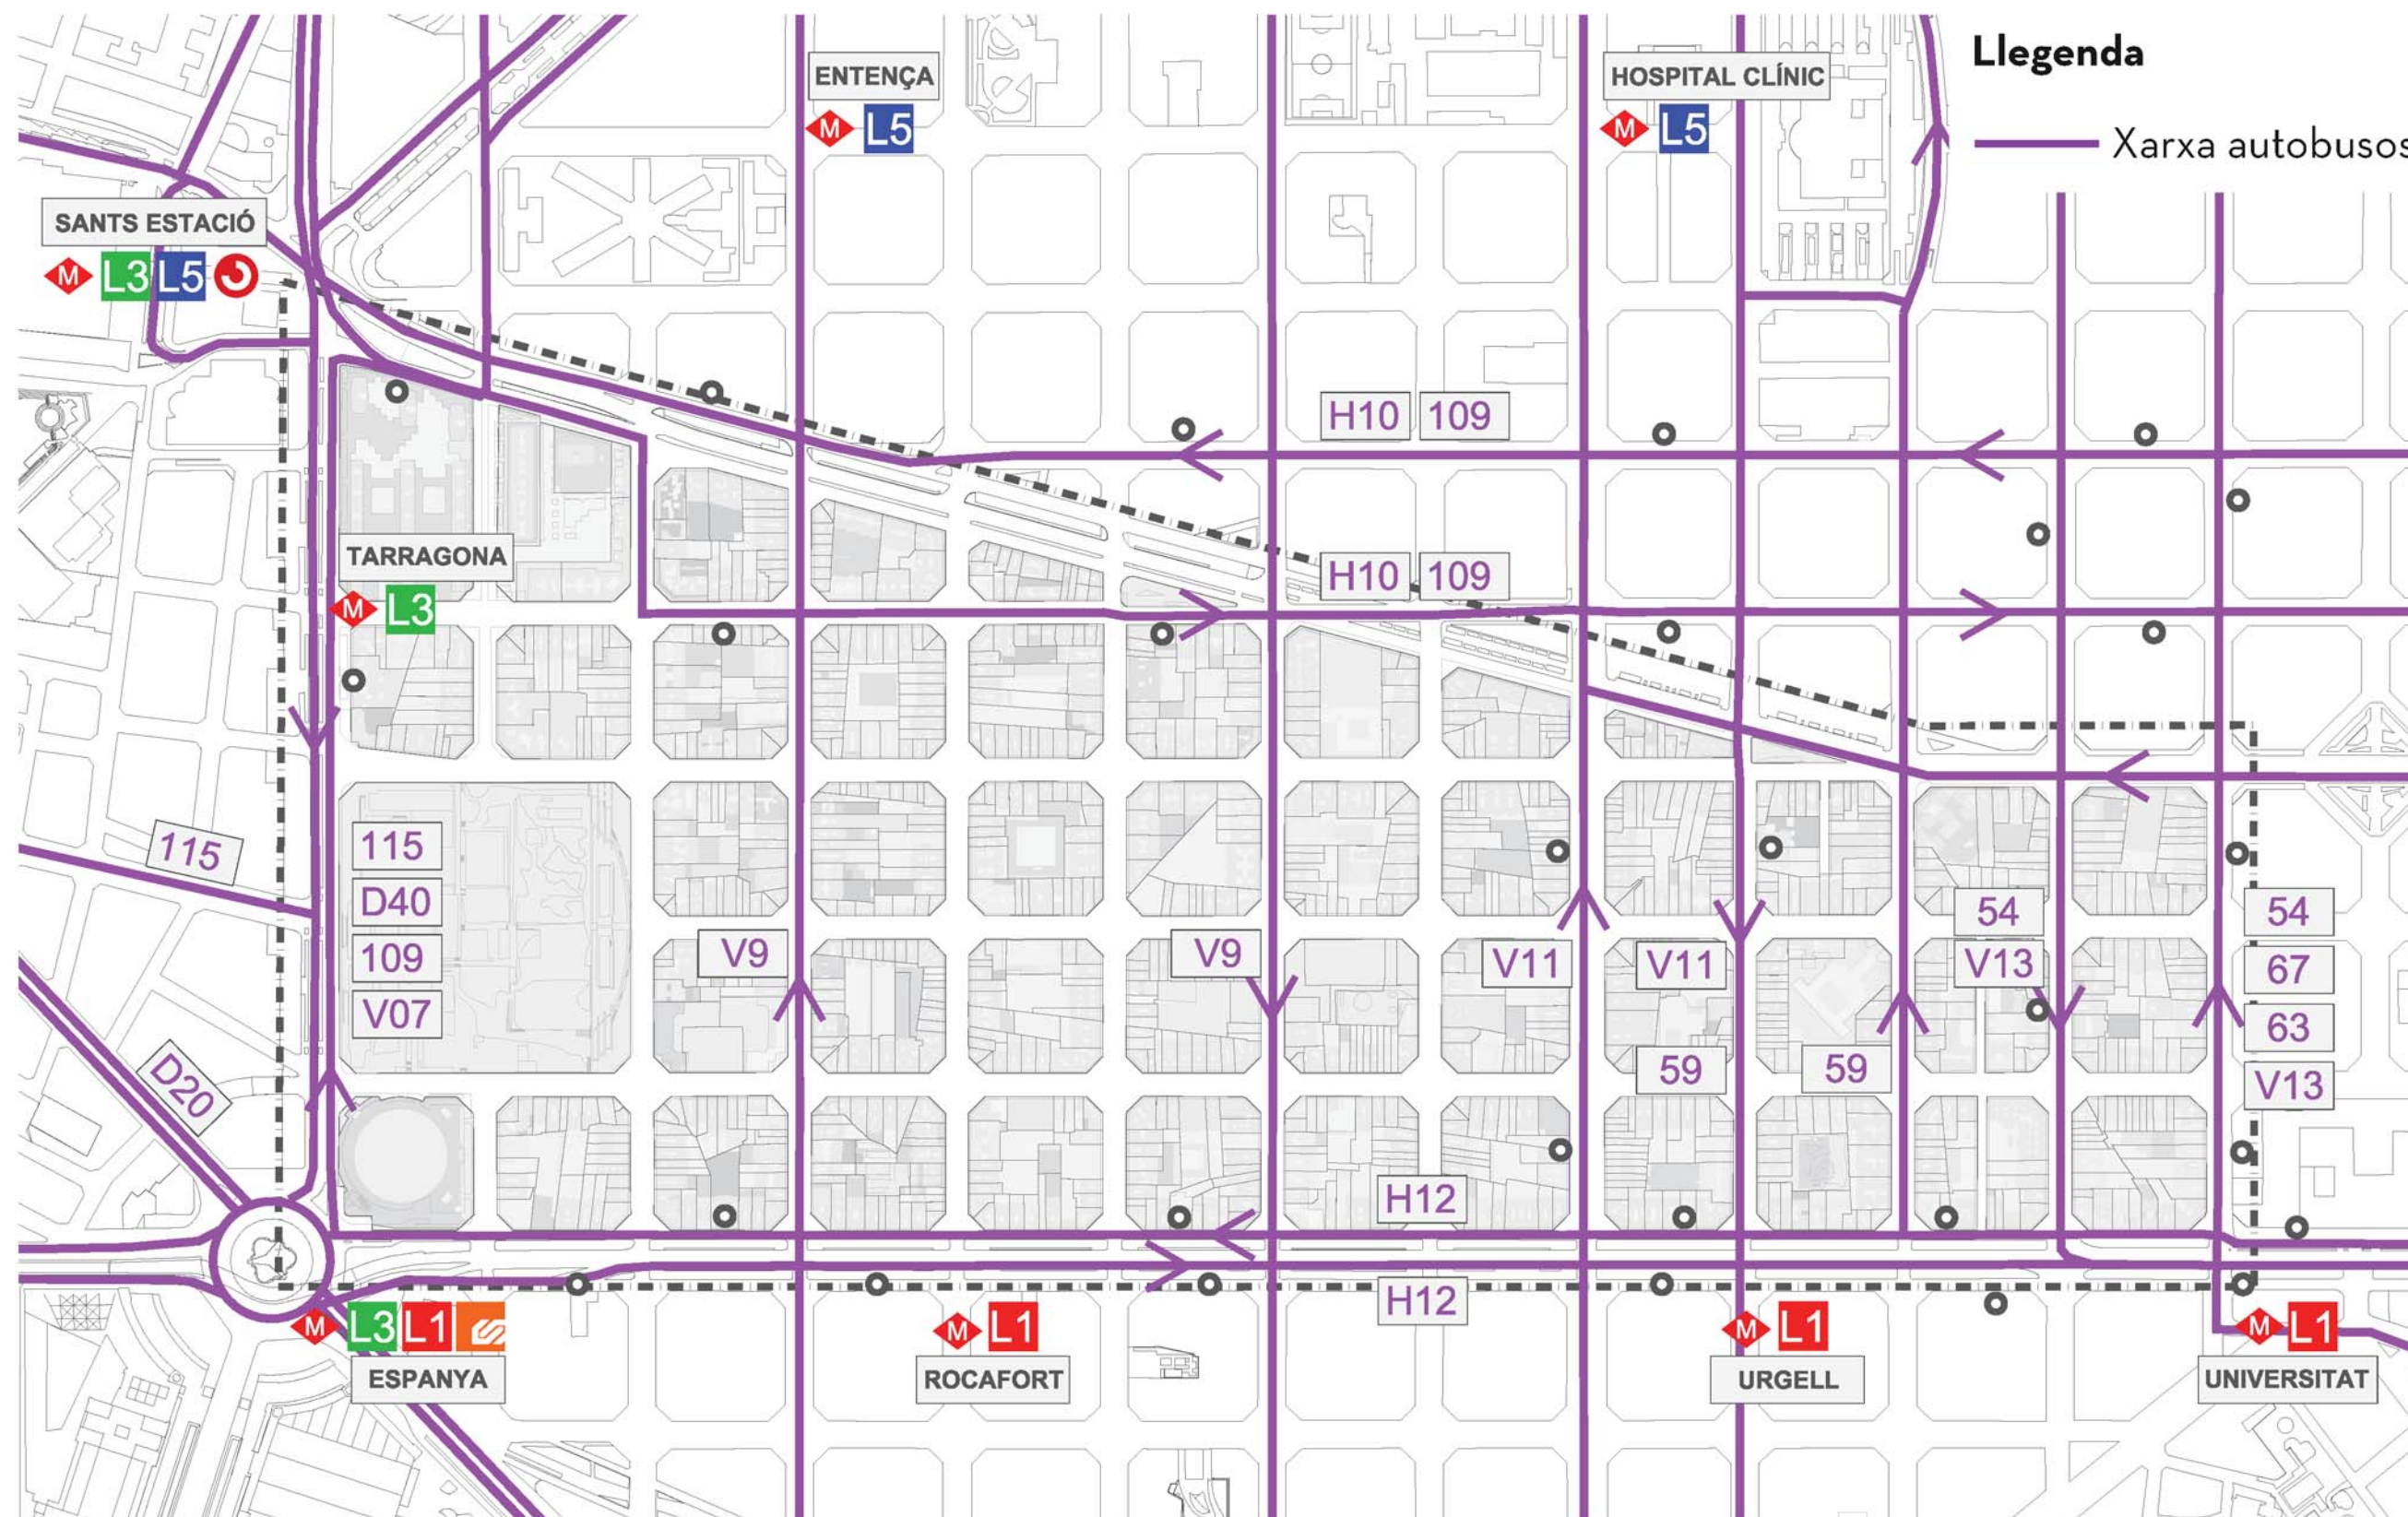 Llegenda
Xarxa autobusos
ENTENÇA
M L5
HOSPITAL CLÍNIC
M L5
SANTS ESTACIÓ
M L3 L5
H10 109
TARRAGONA
M L3
H10 109
115
115
D40
109
V07
D20
V9
V9
V11
V11
54
V13
54
67
63
V13
59
59
H12
H12
M L3 L1
ESPANYA
M L1
ROCAFORT
M L1
URGELL
M L1
UNIVERSITAT